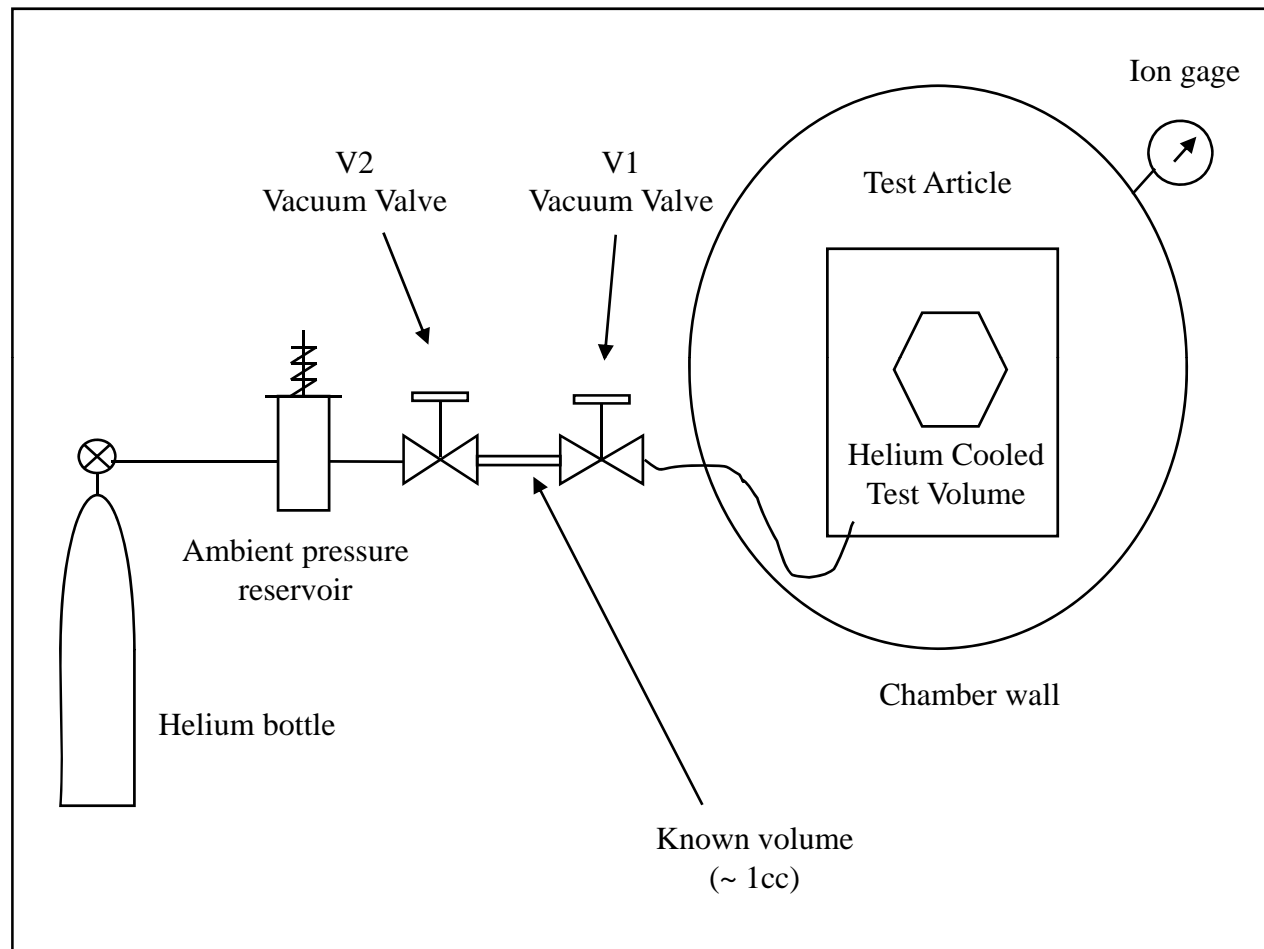 Ion gage
V2
Vacuum Valve
V1
Vacuum Valve
Test Article
Helium Cooled
Test Volume
Ambient pressure
reservoir
Chamber wall
Helium bottle
Known volume
(~ 1cc)